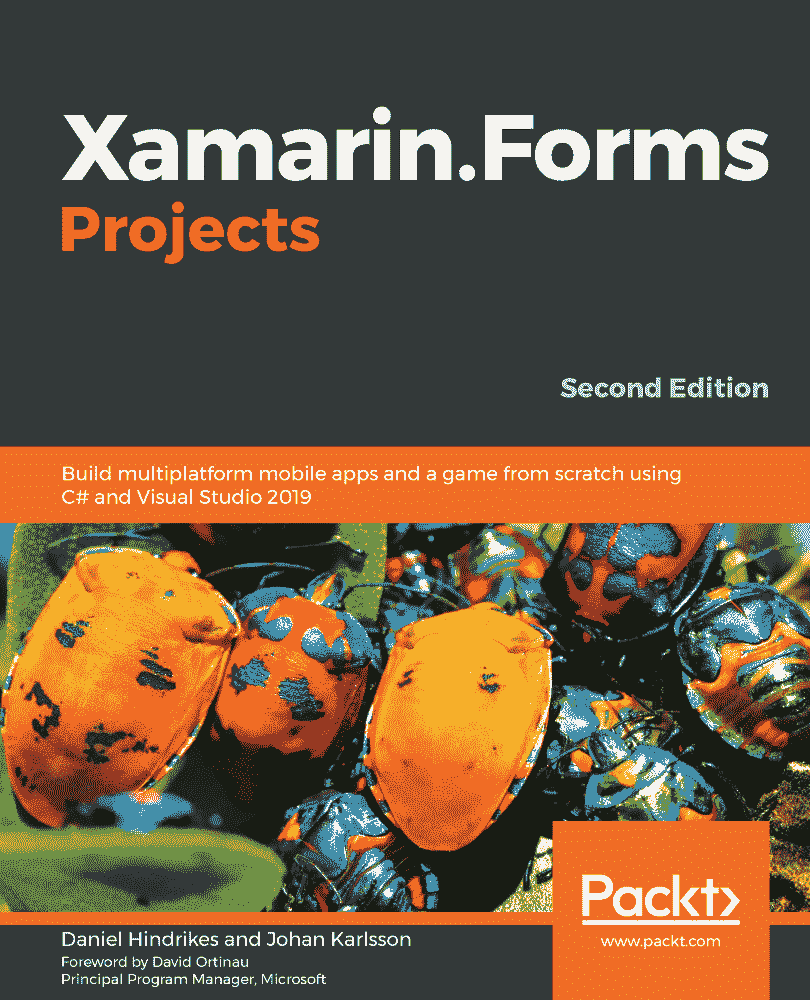 Xamarin.Forms
Projects
Second Edition
Build multiplatform mobile apps and a game from scratch using
C# and Visual Studio 2019
Packt>
www.packt.com
Daniel Hindrikes and Johan Karlsson
Foreword by David Ortinau
Principal Program Manager, Microsoft